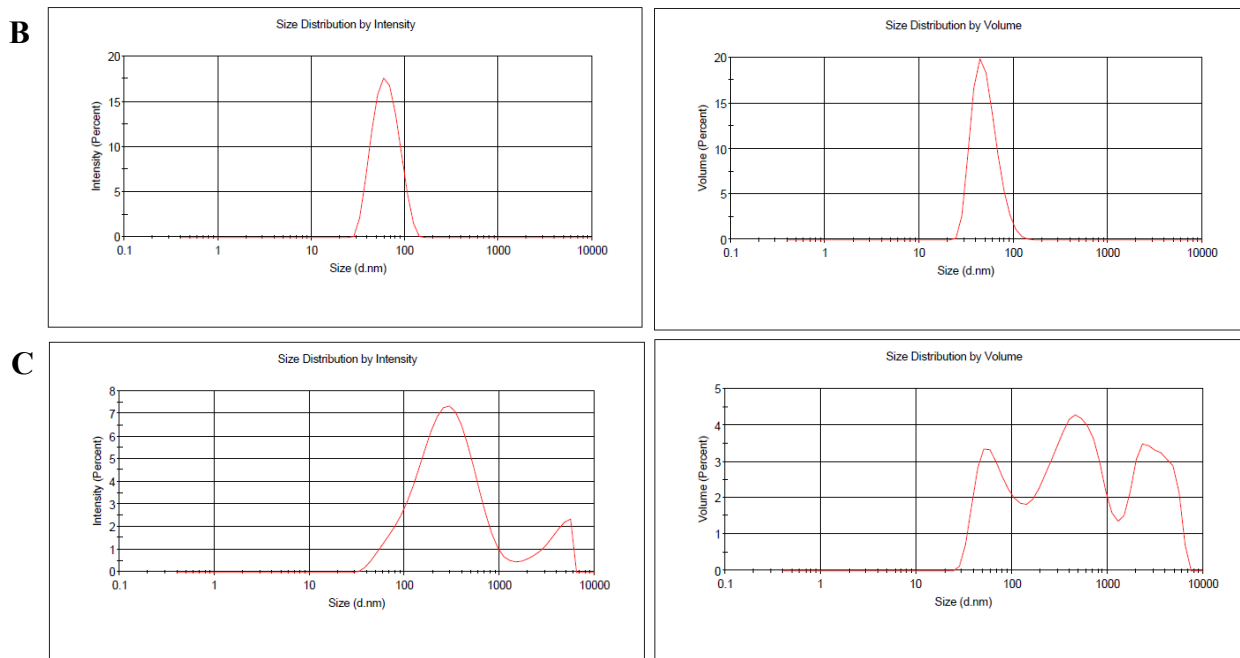 B
Size Distribution by Intensity
20
15
10
5
0
Intensity (Percent)
0.1 1 10 100 1000 10000
Size (d.nm)
Size Distribution by Volume
20
15
10
5
0
Volume (Percent)
0.1 1 10 100 1000 10000
Size (d.nm)
C
Size Distribution by Intensity
8
7
6
5
4
3
2
1
0
Intensity (Percent)
0.1 1 10 100 1000 10000
Size (d.nm)
Size Distribution by Volume
5
4
3
2
1
0
Volume (Percent)
0.1 1 10 100 1000 10000
Size (d.nm)